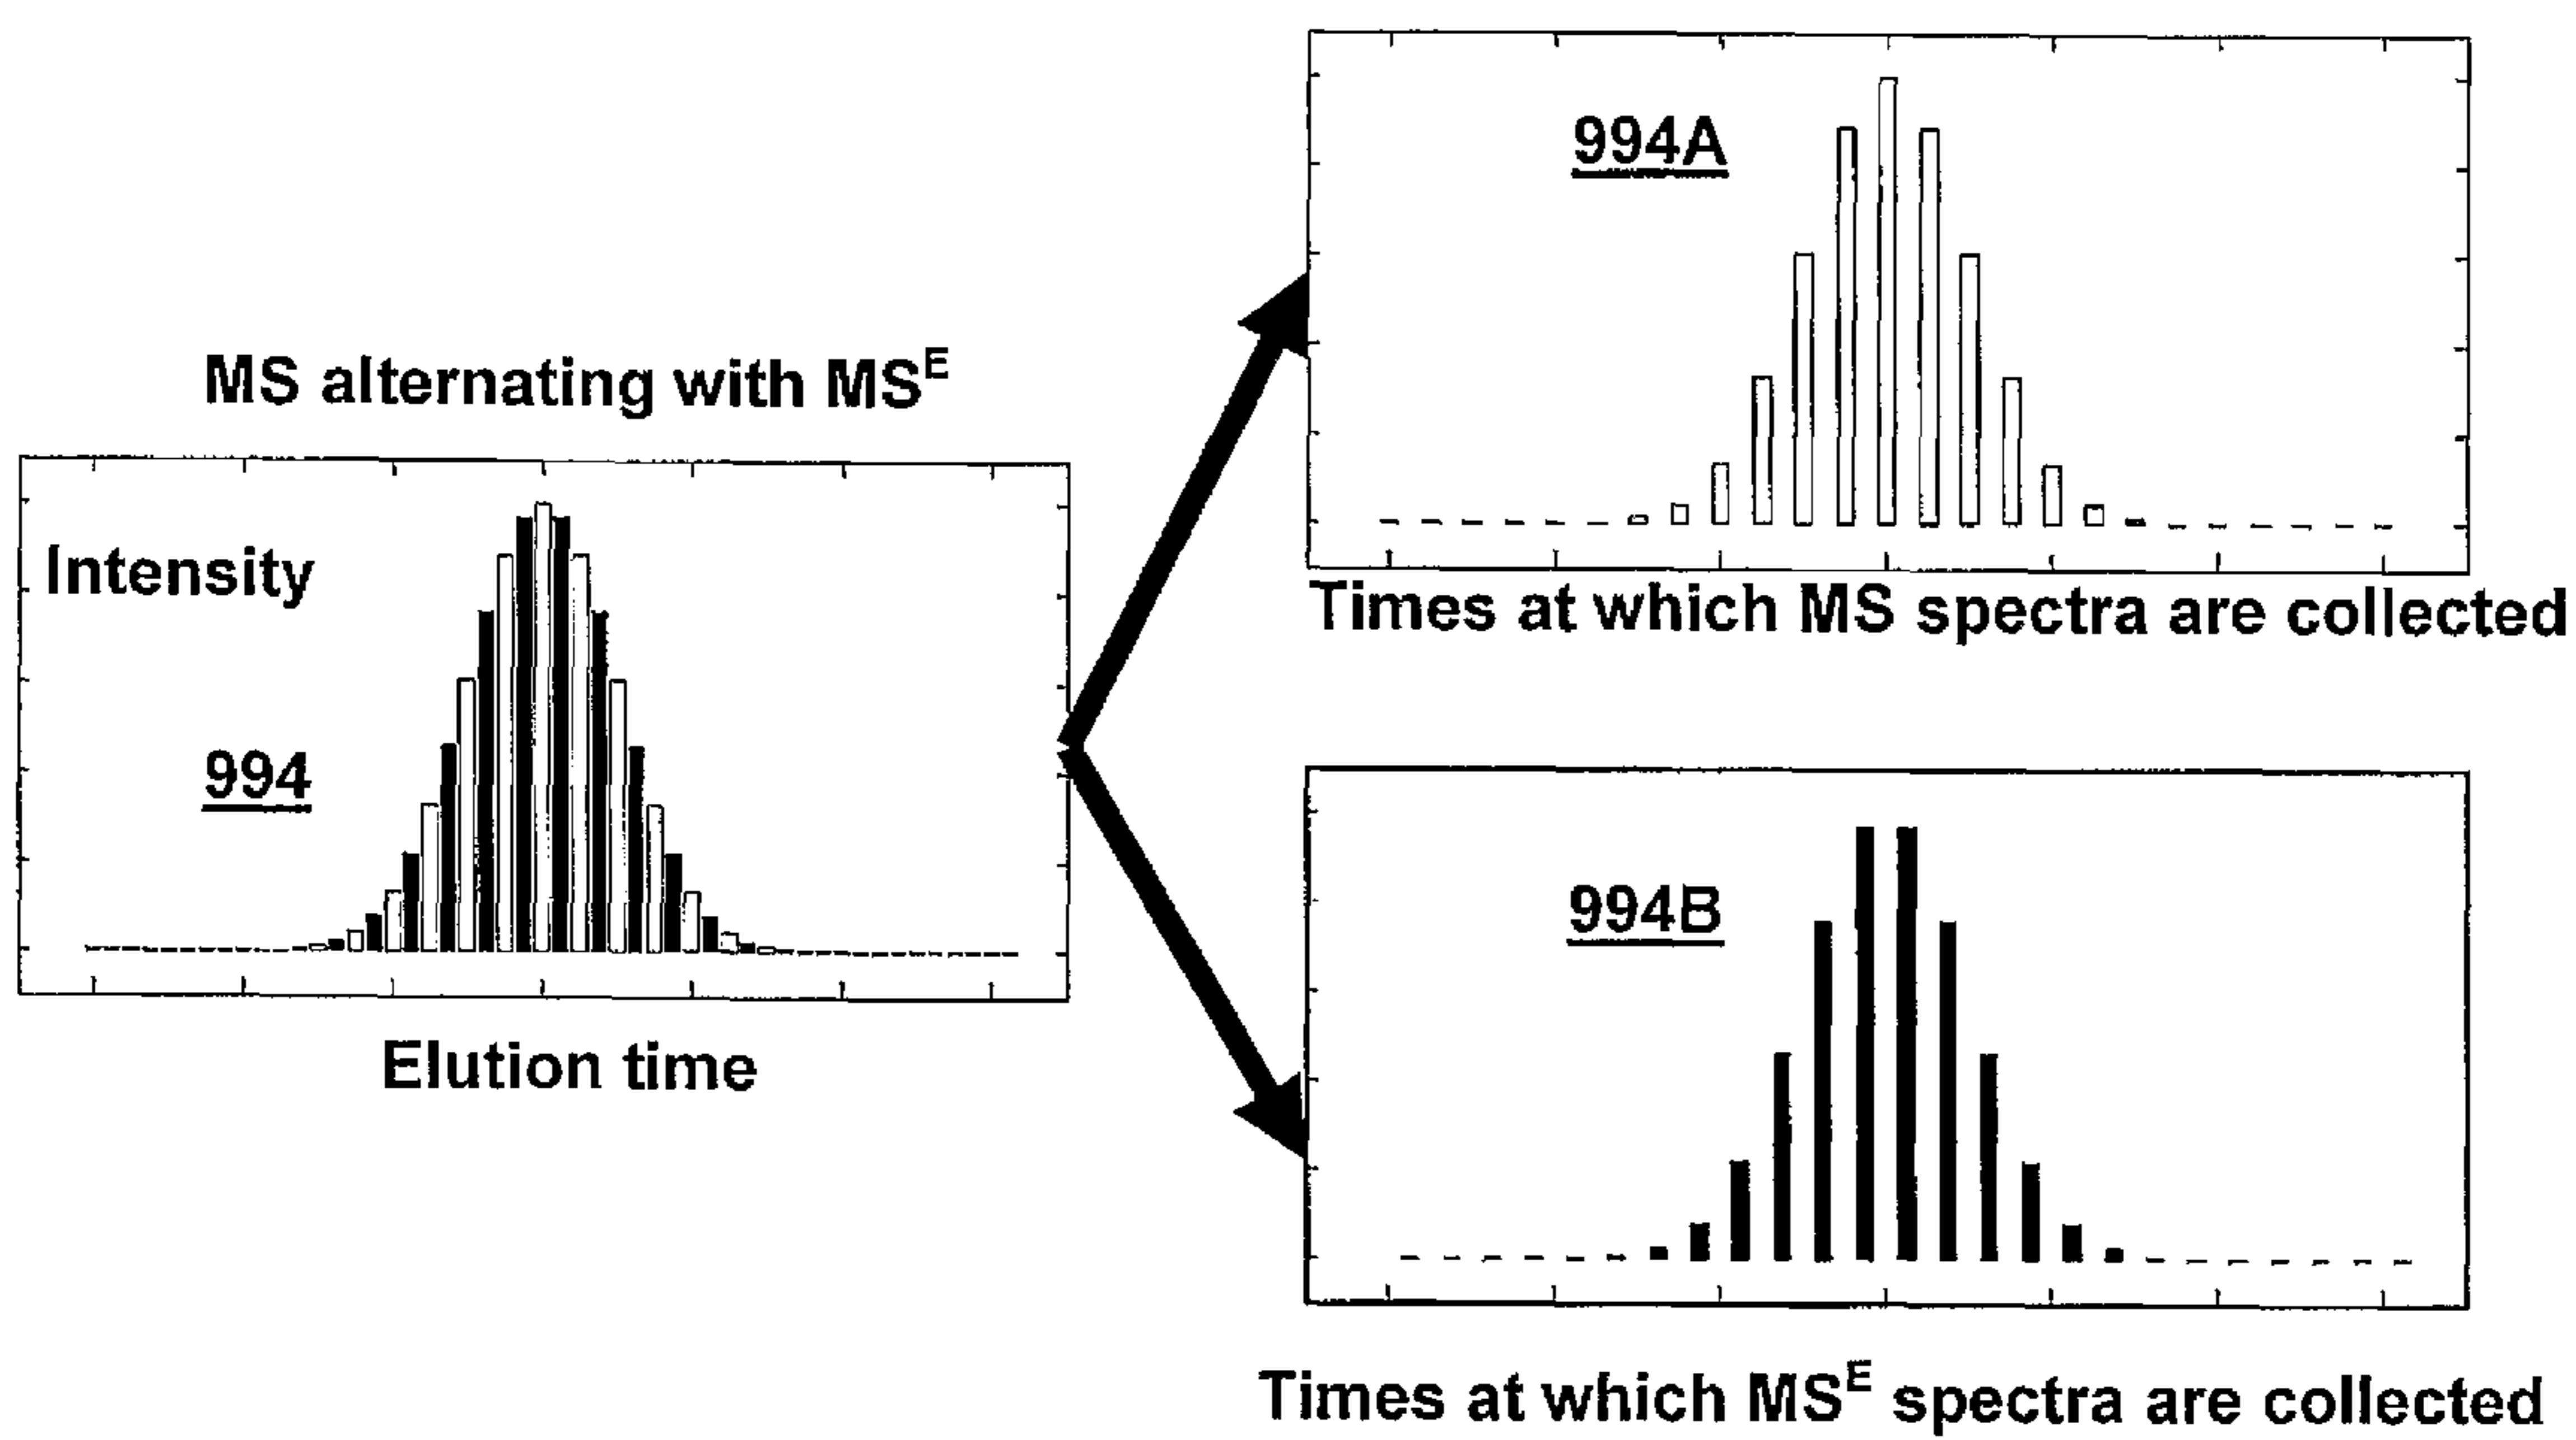 MS alternating with MS^E
Intensity
994
Elution time
994A
Times at which MS spectra are collected
994B
Times at which MS^E spectra are collected